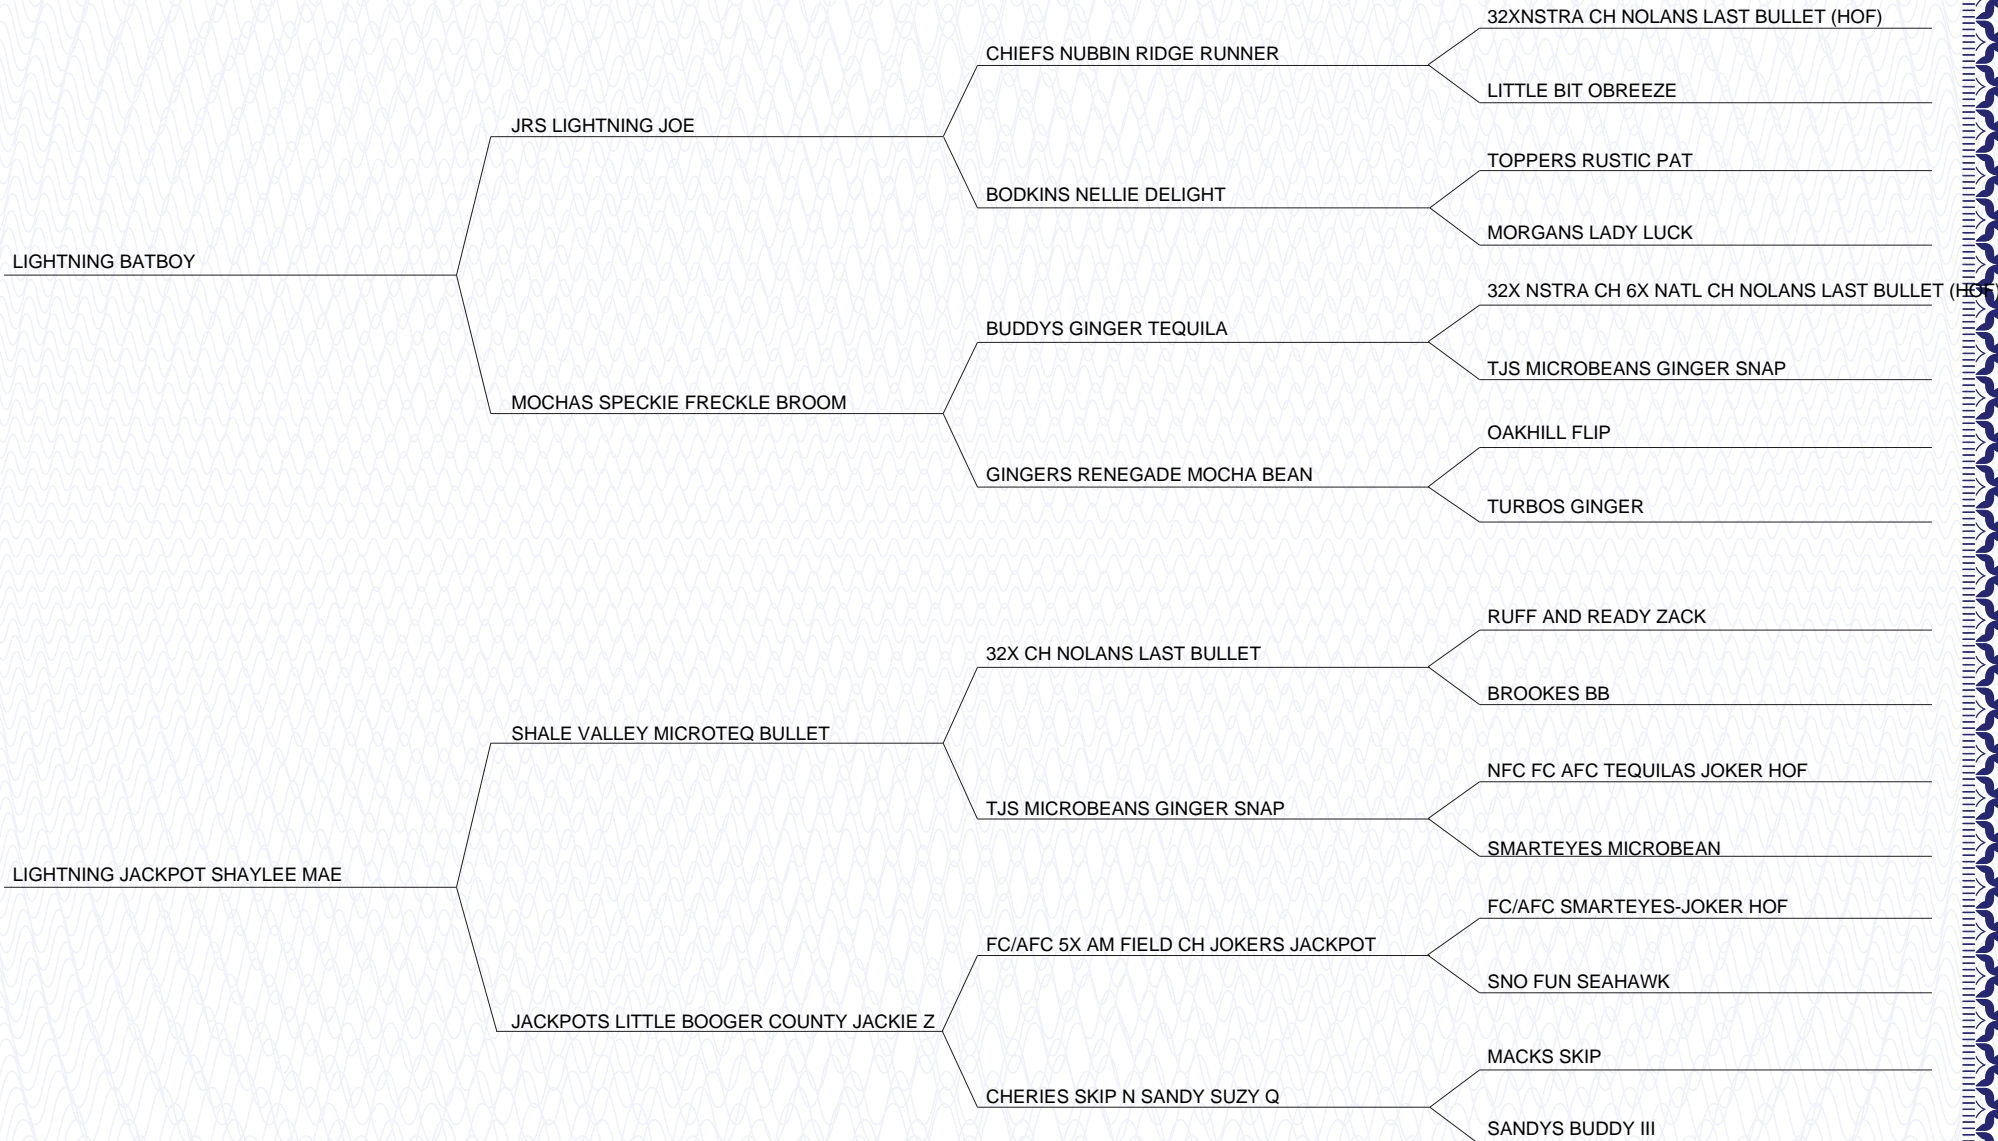 32XNSTRA CH NOLANS LAST BULLET (HOF)
CHIEFS NUBBIN RIDGE RUNNER
LITTLE BIT OBREEZE
JRS LIGHTNING JOE
TOPPERS RUSTIC PAT
BODKINS NELLIE DELIGHT
MORGANS LADY LUCK
LIGHTNING BATBOY
32X NSTRA CH 6X NATL CH NOLANS LAST BULLET (HOF)
BUDDYS GINGER TEQUILA
TJS MICROBEANS GINGER SNAP
MOCHAS SPECKIE FRECKLE BROOM
OAKHILL FLIP
GINGERS RENEGADE MOCHA BEAN
TURBOS GINGER
RUFF AND READY ZACK
32X CH NOLANS LAST BULLET
BROOKES BB
SHALE VALLEY MICROTEQ BULLET
NFC FC AFC TEQUILAS JOKER HOF
TJS MICROBEANS GINGER SNAP
SMARTEYES MICROBEAN
LIGHTNING JACKPOT SHAYLEE MAE
FC/AFC SMARTEYES-JOKER HOF
FC/AFC 5X AM FIELD CH JOKERS JACKPOT
SNO FUN SEAHAWK
JACKPOTS LITTLE BOOGER COUNTY JACKIE Z
MACKS SKIP
CHERIES SKIP N SANDY SUZY Q
SANDYS BUDDY III